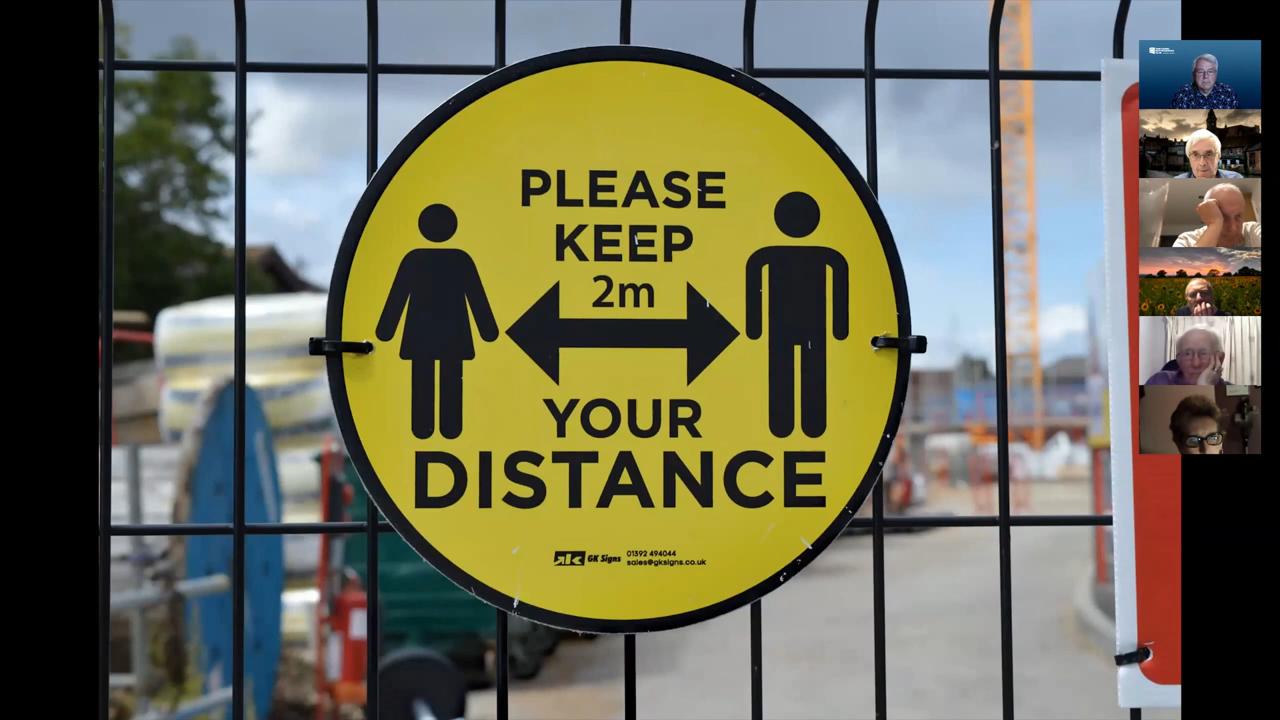 PLEASE
KEEP
2m
YOUR
DISTANCE
GK Signs
01392 494044
sales@gksigns.co.uk